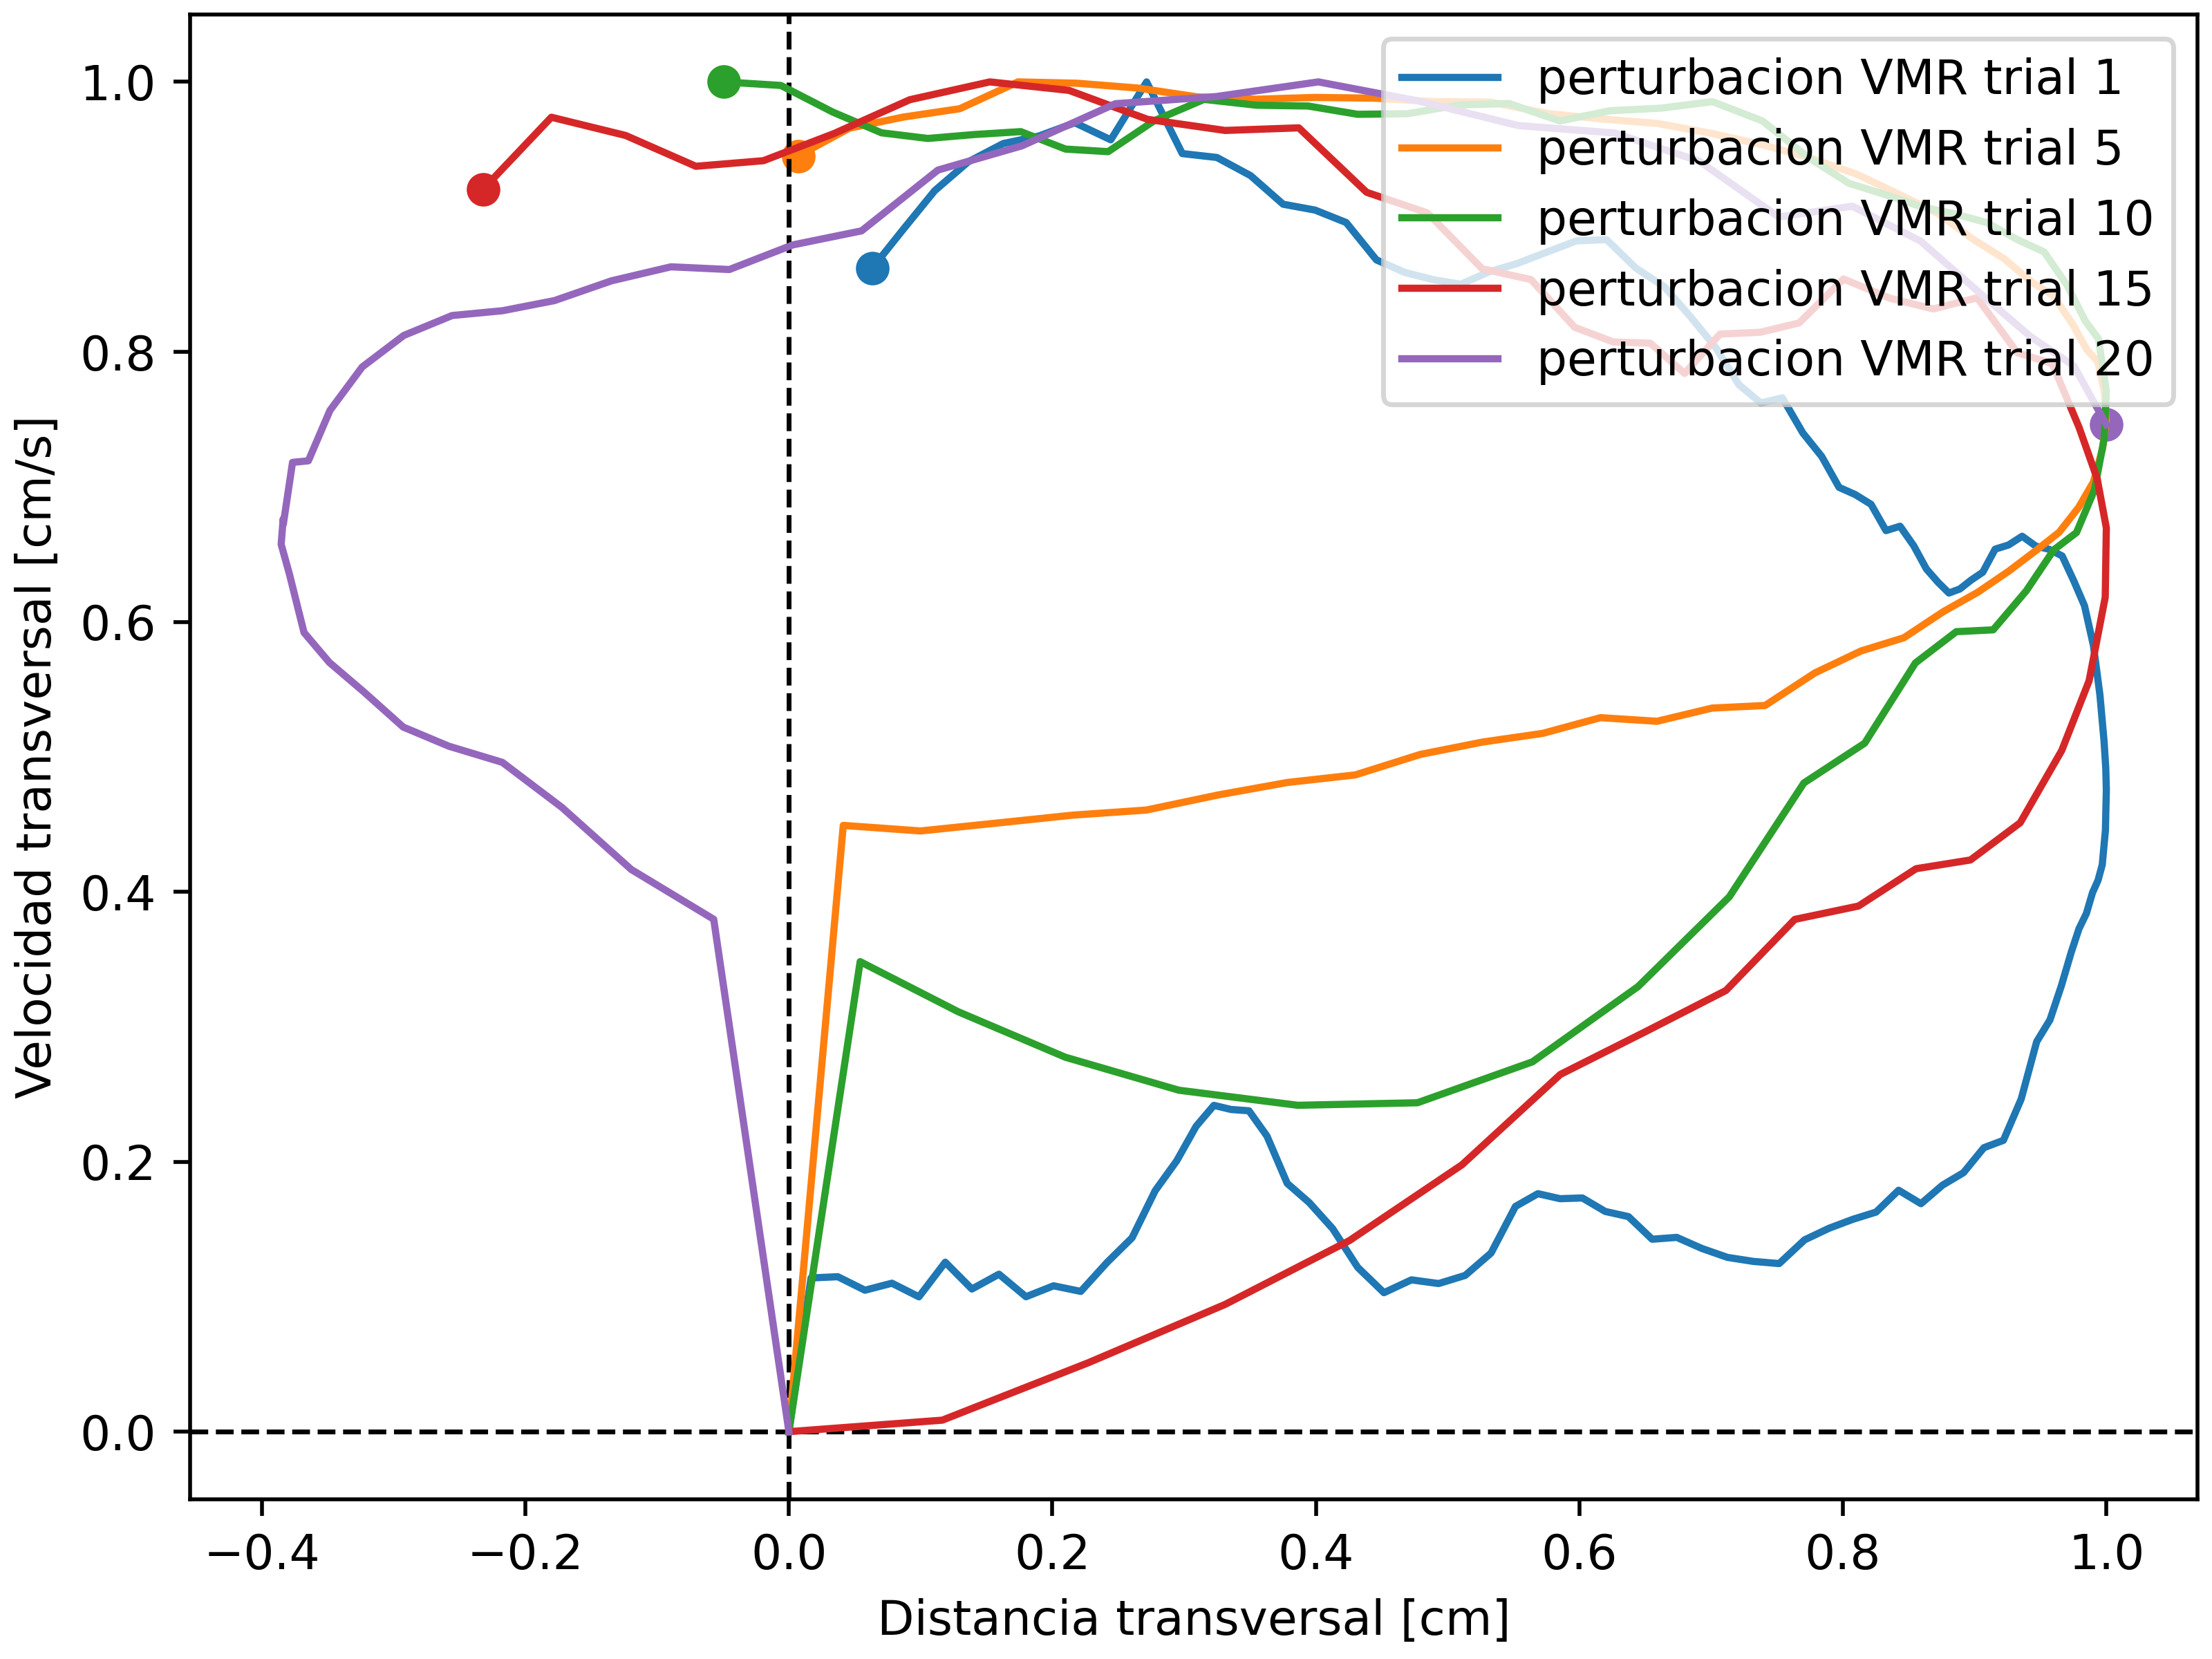 perturbacion VMR trial 1
perturbacion VMR trial 5
perturbacion VMR trial 10
perturbacion VMR trial 15
perturbacion VMR trial 20
Velocidad transversal [cm/s]
1.0
0.8
0.6
0.4
0.2
0.0
−0.4 −0.2 0.0 0.2 0.4 0.6 0.8 1.0
Distancia transversal [cm]